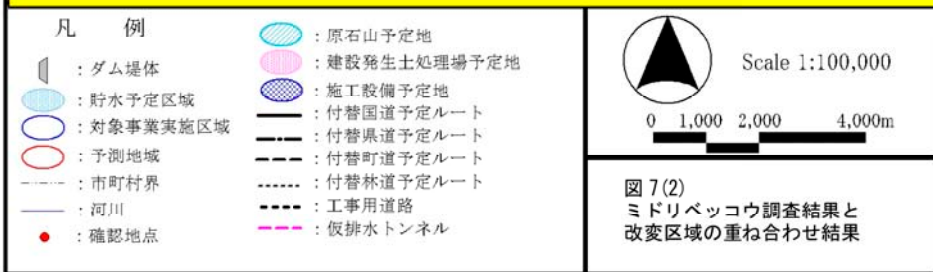 凡 例
: ダム堤体
: 貯水予定区域
: 対象事業実施区域
: 予測地域
: 市町村界
: 河川
: 確認地点
: 原石山予定地
: 建設発生土処理場予定地
: 施工設備予定地
: 付替国道予定ルート
: 付替県道予定ルート
: 付替町道予定ルート
: 付替林道予定ルート
: 工事用道路
: 仮排水トンネル
Scale 1:100,000
0 1,000 2,000 4,000m
図 7(2)
ミドリベッコウ調査結果と
改変区域の重ね合わせ結果